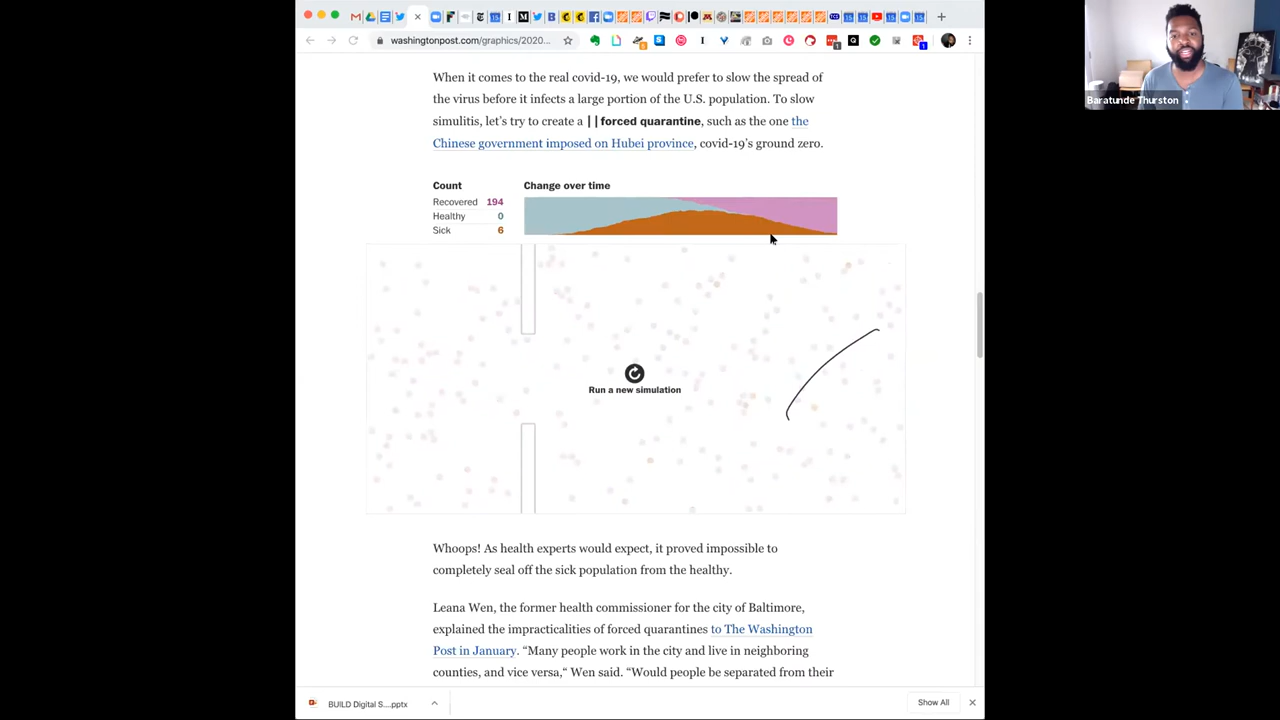 washingtonpost.com/graphics/2020...
Baratunde Thurston
When it comes to the real covid-19, we would prefer to slow the spread of
the virus before it infects a large portion of the U.S. population. To slow
simulitis, let's try to create a ||forced quarantine, such as the one the
Chinese government imposed on Hubei province, covid-19's ground zero.
Count
Change over time
Recovered 194
Healthy 0
Sick 6
Run a new simulation
Whoops! As health experts would expect, it proved impossible to
completely seal off the sick population from the healthy.
Leana Wen, the former health commissioner for the city of Baltimore,
explained the impracticalities of forced quarantines to The Washington
Post in January. “Many people work in the city and live in neighboring
counties, and vice versa,“ Wen said. “Would people be separated from their
BUILD Digital S....pptx
Show All